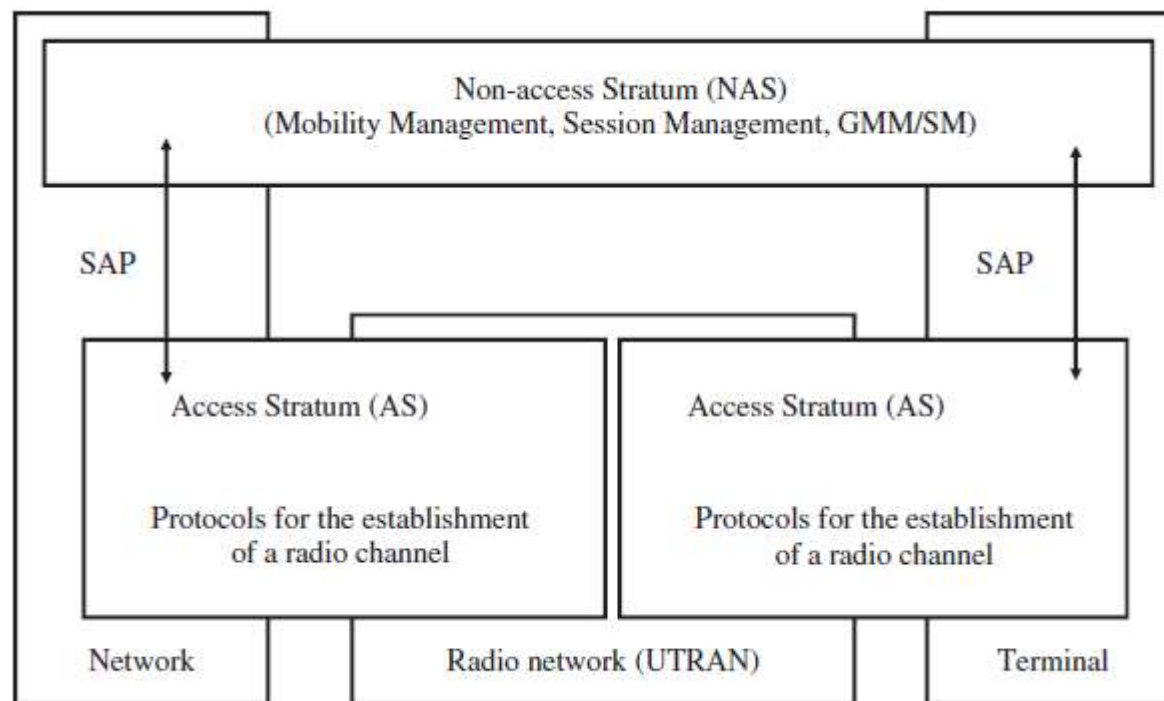 Non-access Stratum (NAS)
(Mobility Management, Session Management, GMM/SM)
SAP
SAP
Access Stratum (AS)
Protocols for the establishment
of a radio channel
Access Stratum (AS)
Protocols for the establishment
of a radio channel
Network
Radio network (UTRAN)
Terminal